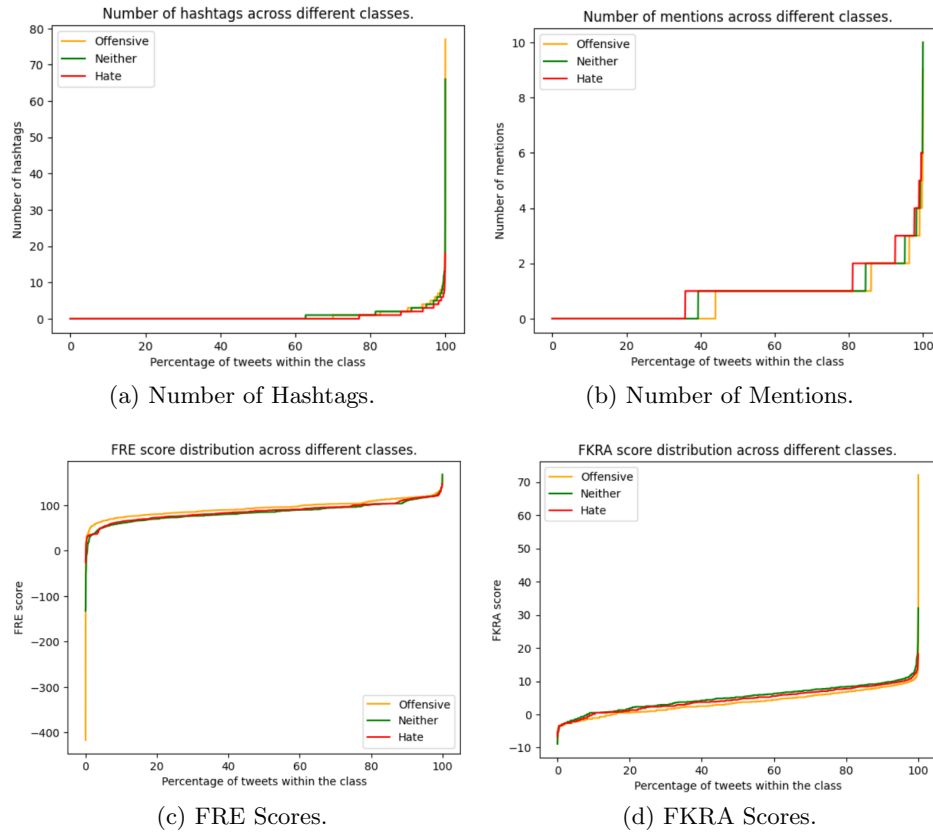 Number of hashtags across different classes.
80
70
60
50
40
30
20
10
0
Number of hashtags
Offensive
Neither
Hate
0 20 40 60 80 100
Percentage of tweets within the class
(a) Number of Hashtags.
Number of mentions across different classes.
10
8
6
4
2
0
Number of mentions
Offensive
Neither
Hate
0 20 40 60 80 100
Percentage of tweets within the class
(b) Number of Mentions.
FRE score distribution across different classes.
100
0
−100
−200
−300
−400
FRE score
Offensive
Neither
Hate
0 20 40 60 80 100
Percentage of tweets within the class
(c) FRE Scores.
FKRA score distribution across different classes.
70
60
50
40
30
20
10
0
−10
FKRA score
Offensive
Neither
Hate
0 20 40 60 80 100
Percentage of tweets within the class
(d) FKRA Scores.